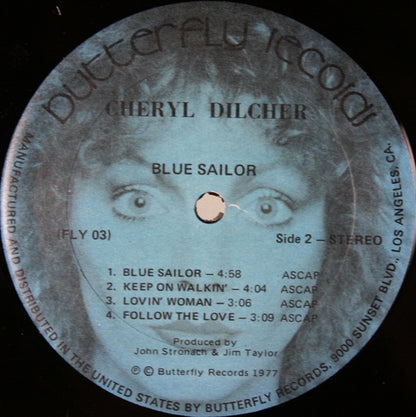 butterfly records
CHERYL DILCHER
BLUE SAILOR
(FLY 03)
Side 2 – STEREO
1. BLUE SAILOR – 4:58 ASCAP
2. KEEP ON WALKIN' – 4:04 ASCAP
3. LOVIN' WOMAN – 3:06 ASCAP
4. FOLLOW THE LOVE – 3:09 ASCAP
Produced by
John Stronach & Jim Taylor
℗ © Butterfly Records 1977
MANUFACTURED AND DISTRIBUTED IN THE UNITED STATES BY BUTTERFLY RECORDS, 9000 SUNSET BLVD., LOS ANGELES, CA.